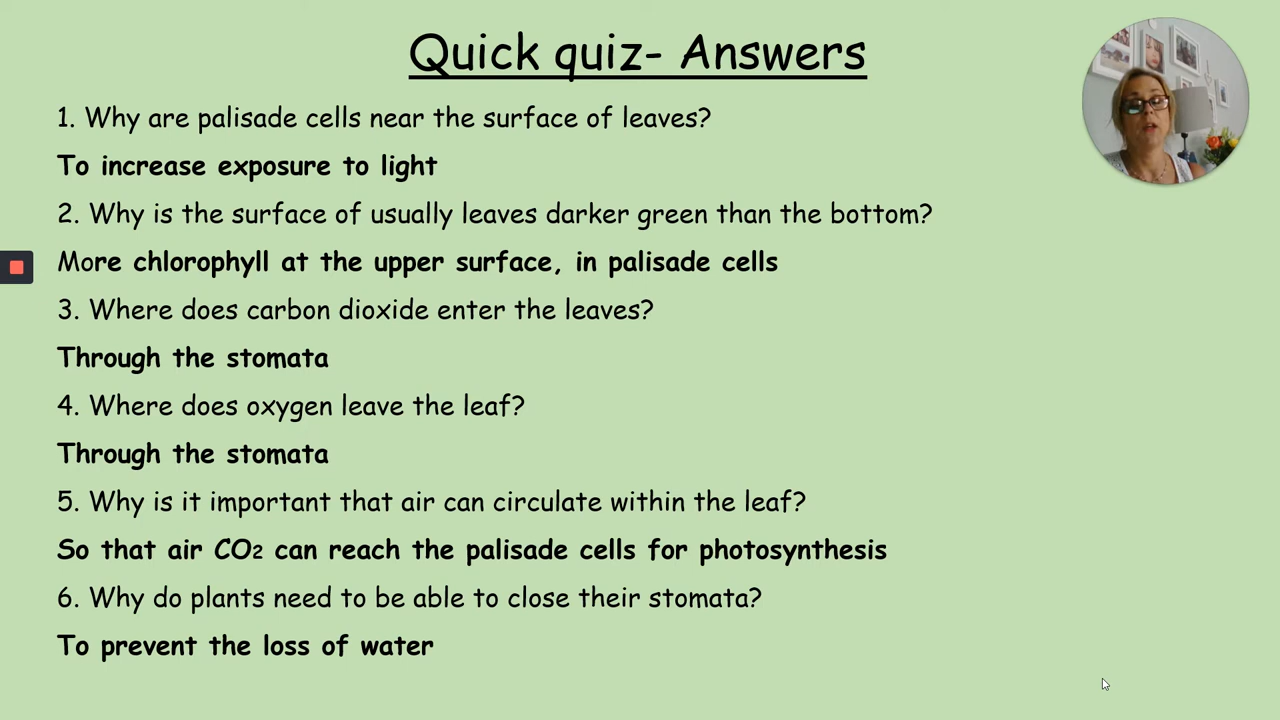 Quick quiz- Answers
1. Why are palisade cells near the surface of leaves?
To increase exposure to light
2. Why is the surface of usually leaves darker green than the bottom?
More chlorophyll at the upper surface, in palisade cells
3. Where does carbon dioxide enter the leaves?
Through the stomata
4. Where does oxygen leave the leaf?
Through the stomata
5. Why is it important that air can circulate within the leaf?
So that air CO2 can reach the palisade cells for photosynthesis
6. Why do plants need to be able to close their stomata?
To prevent the loss of water